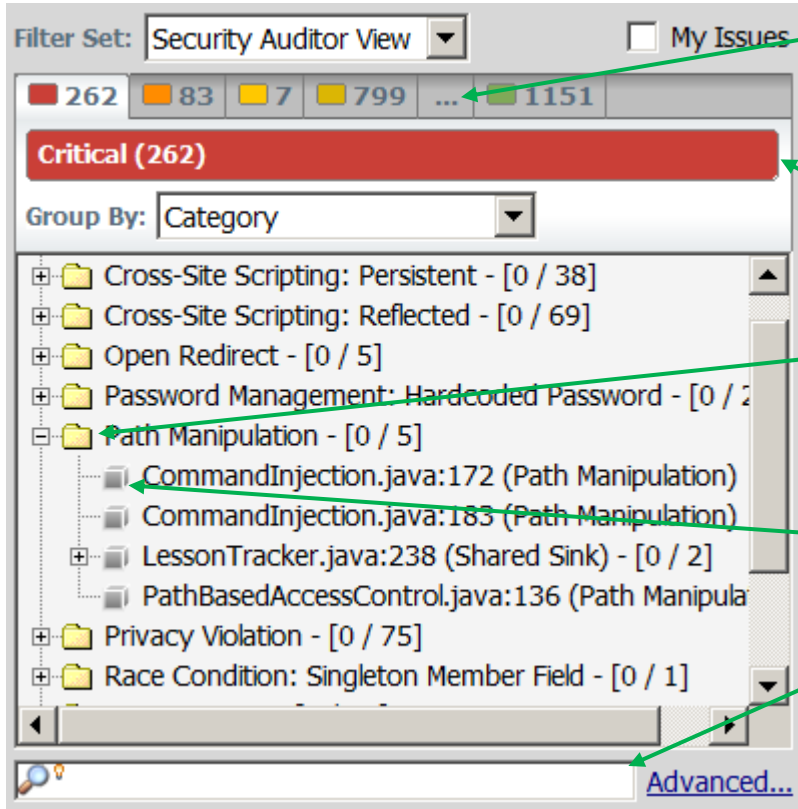 Filter Set: Security Auditor View My Issues
262 83 7 799 ... 1151
Critical (262)
Group By: Category
Cross-Site Scripting: Persistent - [0 / 38]
Cross-Site Scripting: Reflected - [0 / 69]
Open Redirect - [0 / 5]
Password Management: Hardcoded Password - [0 / 2
Path Manipulation - [0 / 5]
CommandInjection.java:172 (Path Manipulation)
CommandInjection.java:183 (Path Manipulation)
LessonTracker.java:238 (Shared Sink) - [0 / 2]
PathBasedAccessControl.java:136 (Path Manipula
Privacy Violation - [0 / 75]
Race Condition: Singleton Member Field - [0 / 1]
Advanced...